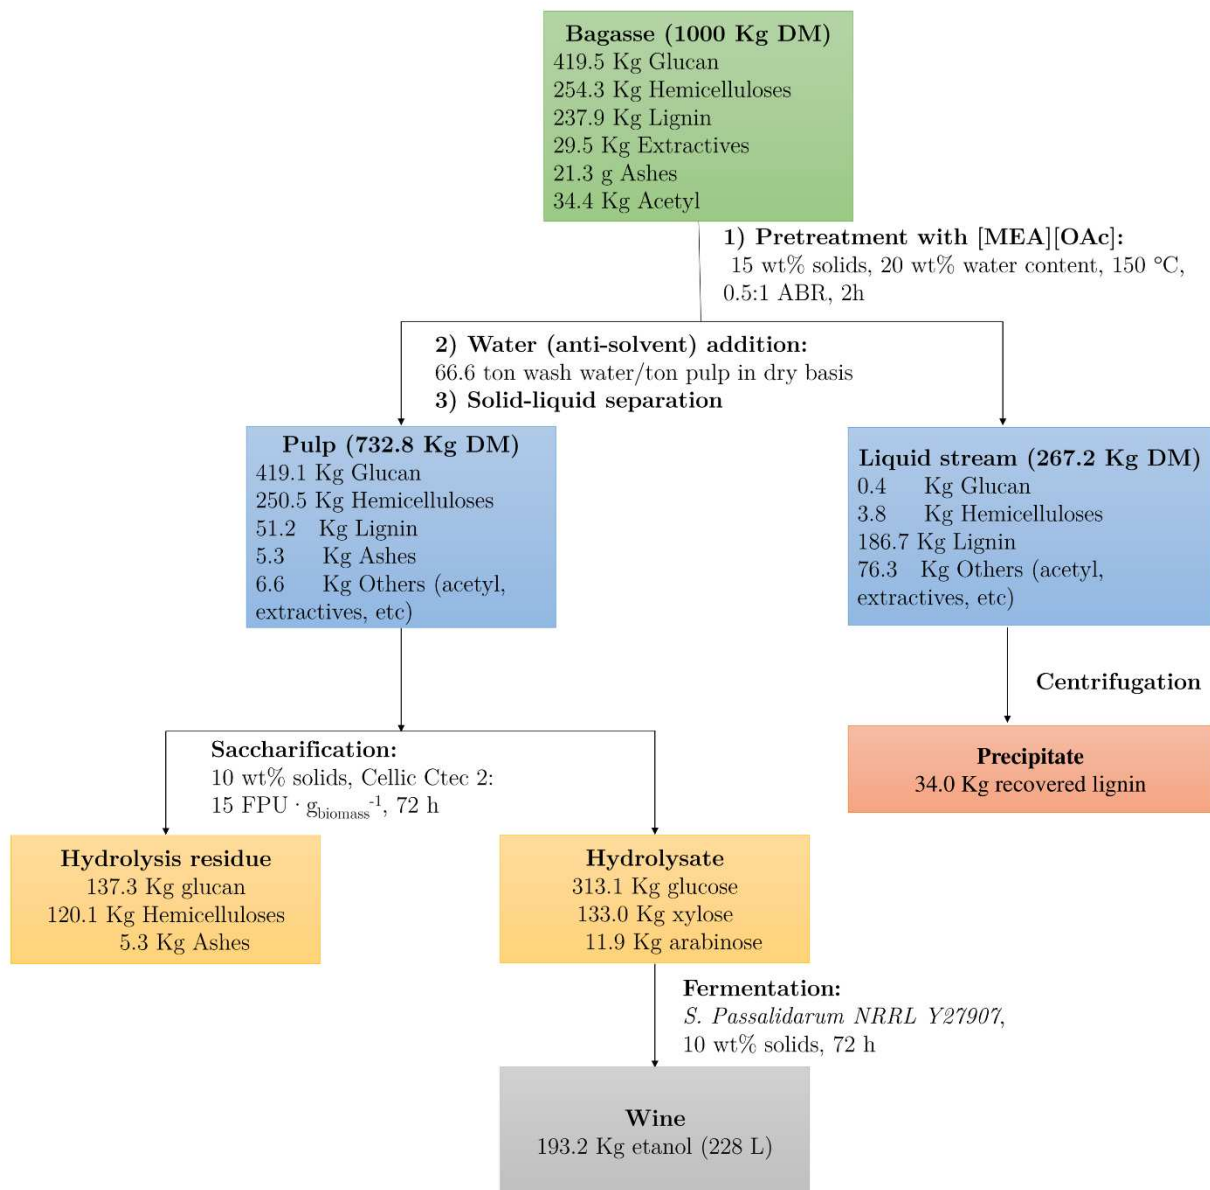 Bagasse (1000 Kg DM)
419.5 Kg Glucan
254.3 Kg Hemicelluloses
237.9 Kg Lignin
29.5 Kg Extractives
21.3 g Ashes
34.4 Kg Acetyl
1) Pretreatment with [MEA][OAc]:
15 wt% solids, 20 wt% water content, 150 °C,
0.5:1 ABR, 2h
2) Water (anti-solvent) addition:
66.6 ton wash water/ton pulp in dry basis
3) Solid-liquid separation
Pulp (732.8 Kg DM)
419.1 Kg Glucan
250.5 Kg Hemicelluloses
51.2 Kg Lignin
5.3 Kg Ashes
6.6 Kg Others (acetyl,
extractives, etc)
Liquid stream (267.2 Kg DM)
0.4 Kg Glucan
3.8 Kg Hemicelluloses
186.7 Kg Lignin
76.3 Kg Others (acetyl,
extractives, etc)
Centrifugation
Precipitate
34.0 Kg recovered lignin
Saccharification:
10 wt% solids, Cellic Ctec 2:
15 FPU · g<sub>biomass</sub><sup>-1</sup>, 72 h
Hydrolysis residue
137.3 Kg glucan
120.1 Kg Hemicelluloses
5.3 Kg Ashes
Hydrolysate
313.1 Kg glucose
133.0 Kg xylose
11.9 Kg arabinose
Fermentation:
S. Passalidarum NRRL Y27907,
10 wt% solids, 72 h
Wine
193.2 Kg etanol (228 L)